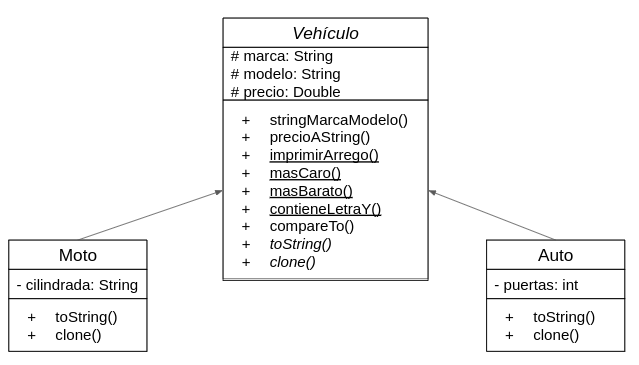 Vehículo
# marca: String
# modelo: String
# precio: Double
+ stringMarcaModelo()
+ precioAString()
+ imprimirArrego()
+ masCaro()
+ masBarato()
+ contieneLetraY()
+ compareTo()
+ toString()
+ clone()
Moto
- cilindrada: String
+ toString()
+ clone()
Auto
- puertas: int
+ toString()
+ clone()